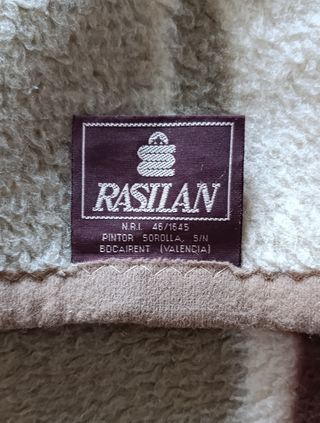 RASILAN
N.R.I. 46/1645
PINTOR SOROLLA, S/N
BOCAIRENT (VALENCIA)